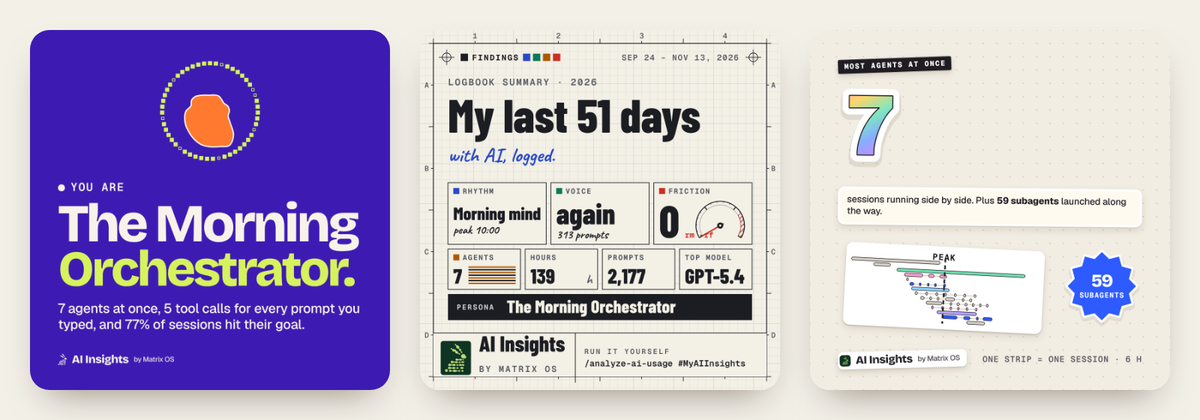 YOU ARE
The Morning
Orchestrator.
7 agents at once, 5 tool calls for every prompt you
typed, and 77% of sessions hit their goal.
AI Insights by Matrix OS
1 2 3 4
FINDINGS
SEP 24 – NOV 13, 2026
A
A
LOGBOOK SUMMARY · 2026
My last 51 days
with AI, logged.
B
B
RHYTHM
Morning mind
peak 10:00
VOICE
again
313 prompts
FRICTION
0
C
C
AGENTS
7
HOURS
139 h
PROMPTS
2,177
TOP MODEL
GPT-5.4
PERSONA The Morning Orchestrator
D
D
AI Insights
BY MATRIX OS
RUN IT YOURSELF
/analyze-ai-usage #MyAIInsights
MOST AGENTS AT ONCE
7
sessions running side by side. Plus 59 subagents launched along
the way.
PEAK
59
SUBAGENTS
AI Insights by Matrix OS
ONE STRIP = ONE SESSION · 6 H